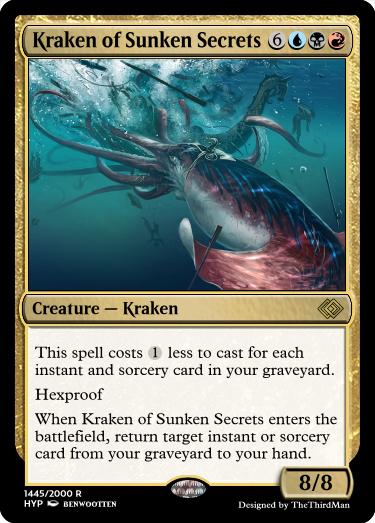 Kraken of Sunken Secrets 6
Creature — Kraken
This spell costs 1 less to cast for each
instant and sorcery card in your graveyard.
Hexproof
When Kraken of Sunken Secrets enters the
battlefield, return target instant or sorcery
card from your graveyard to your hand.
8/8
1445/2000 R
HYP BENWOOTTEN
Designed by TheThirdMan